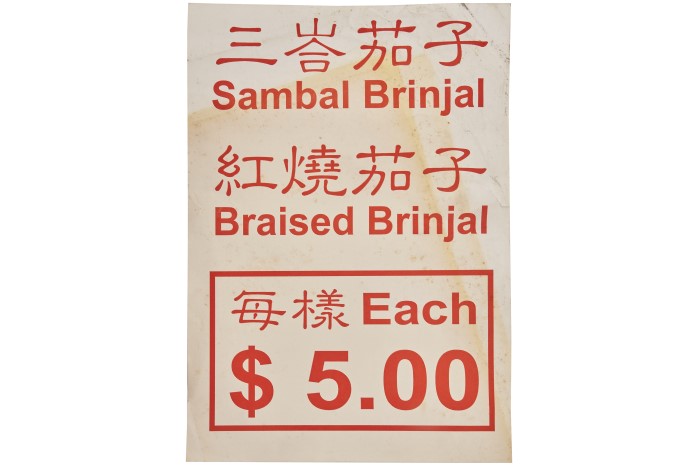 三峇茄子
Sambal Brinjal
紅燒茄子
Braised Brinjal
每樣 Each
$ 5.00